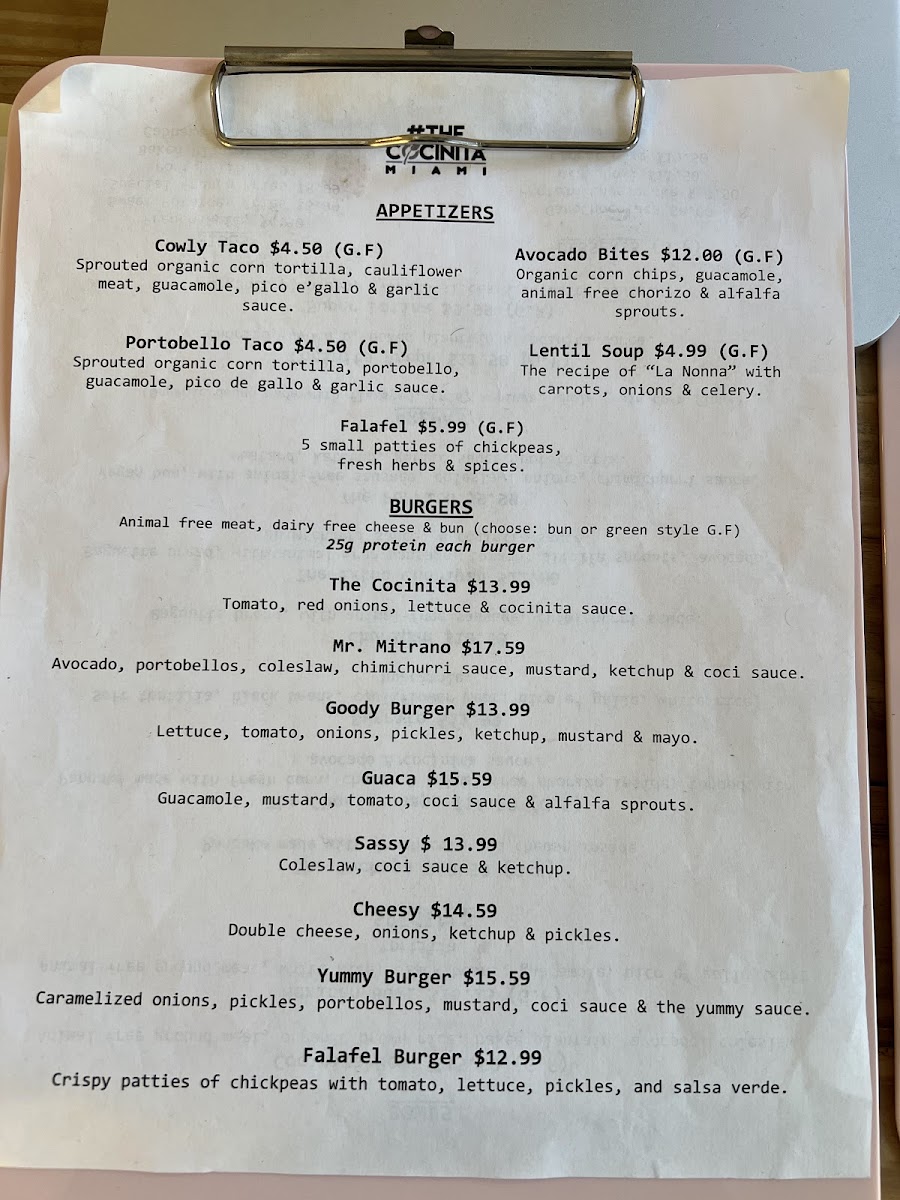 #THE
COCINITA
MIAMI
APPETIZERS
Cowly Taco $4.50 (G.F)
Sprouted organic corn tortilla, cauliflower
meat, guacamole, pico e’gallo & garlic
sauce.
Avocado Bites $12.00 (G.F)
Organic corn chips, guacamole,
animal free chorizo & alfalfa
sprouts.
Portobello Taco $4.50 (G.F)
Sprouted organic corn tortilla, portobello,
guacamole, pico de gallo & garlic sauce.
Lentil Soup $4.99 (G.F)
The recipe of “La Nonna” with
carrots, onions & celery.
Falafel $5.99 (G.F)
5 small patties of chickpeas,
fresh herbs & spices.
BURGERS
Animal free meat, dairy free cheese & bun (choose: bun or green style G.F)
25g protein each burger
The Cocinita $13.99
Tomato, red onions, lettuce & cocinita sauce.
Mr. Mitrano $17.59
Avocado, portobellos, coleslaw, chimichurri sauce, mustard, ketchup & coci sauce.
Goody Burger $13.99
Lettuce, tomato, onions, pickles, ketchup, mustard & mayo.
Guaca $15.59
Guacamole, mustard, tomato, coci sauce & alfalfa sprouts.
Sassy $ 13.99
Coleslaw, coci sauce & ketchup.
Cheesy $14.59
Double cheese, onions, ketchup & pickles.
Yummy Burger $15.59
Caramelized onions, pickles, portobellos, mustard, coci sauce & the yummy sauce.
Falafel Burger $12.99
Crispy patties of chickpeas with tomato, lettuce, pickles, and salsa verde.